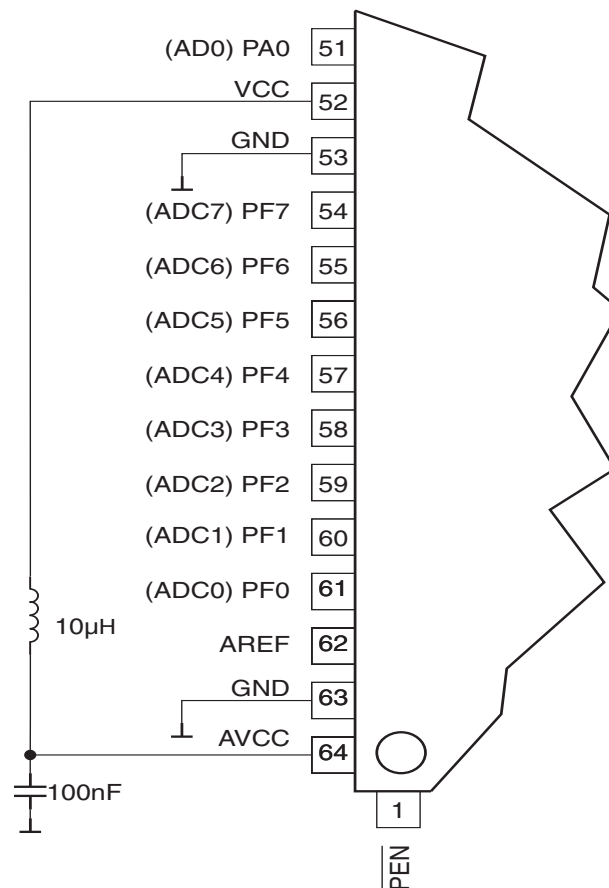 (AD0) PA0 51
VCC 52
GND 53
(ADC7) PF7 54
(ADC6) PF6 55
(ADC5) PF5 56
(ADC4) PF4 57
(ADC3) PF3 58
(ADC2) PF2 59
(ADC1) PF1 60
(ADC0) PF0 61
10µH
AREF 62
GND 63
AVCC 64
100nF
1
PEN